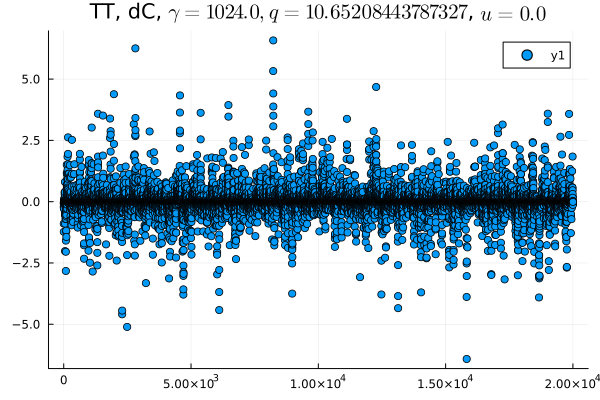 TT, dC, γ = 1024.0, q = 10.65208443787327, u = 0.0
y1
5.0
2.5
0.0
−2.5
−5.0
0 5.00×10³ 1.00×10⁴ 1.50×10⁴ 2.00×10⁴